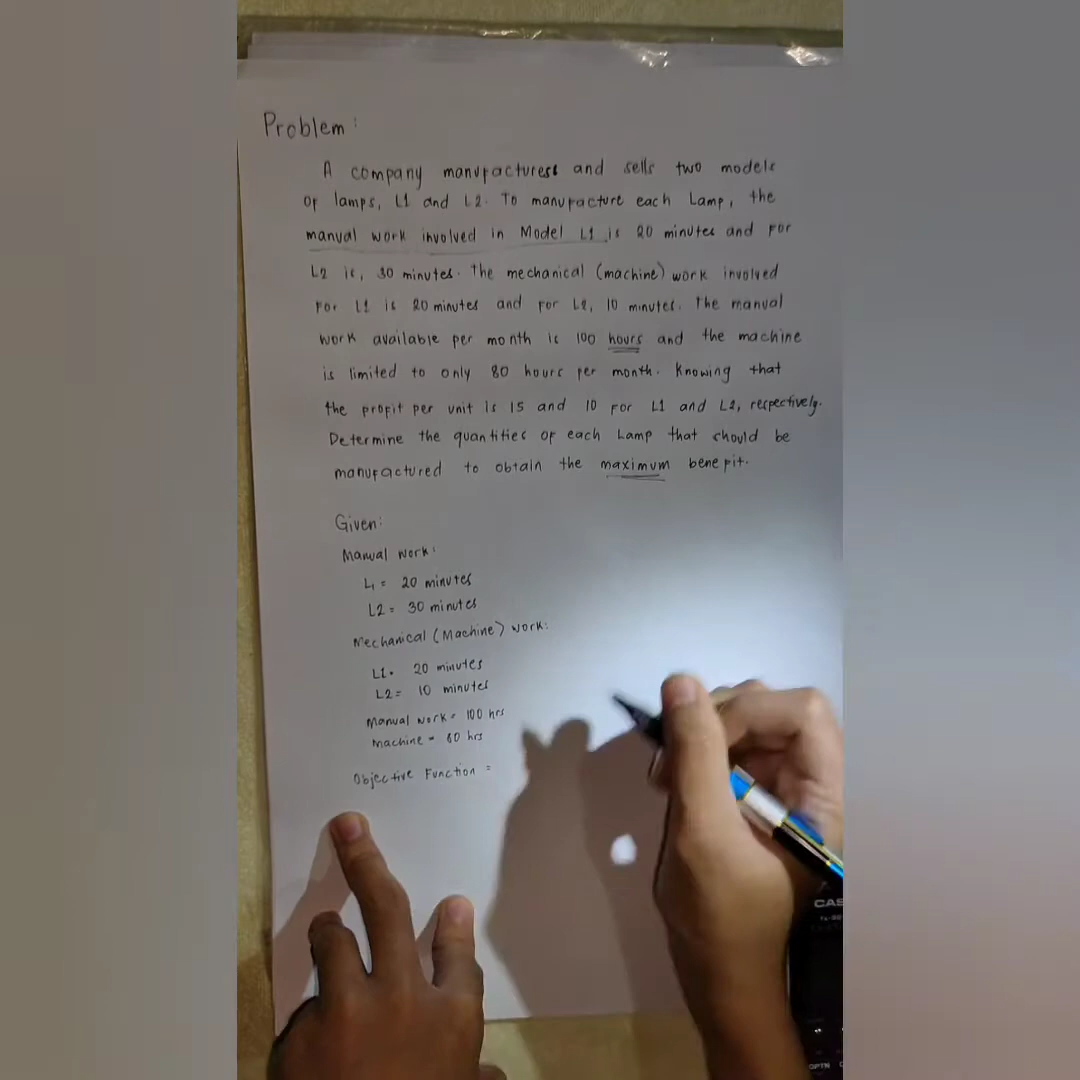 Problem:
A company manufacturess and sells two models
of lamps, L1 and L2. To manufacture each Lamp, the
manual work involved in Model L1 is 20 minutes and for
L2 is, 30 minutes. The mechanical (machine) work involved
for L1 is 20 minutes and for L2, 10 minutes. The manual
work available per month is 100 hours and the machine
is limited to only 80 hours per month. Knowing that
the profit per unit is 15 and 10 for L1 and L2, respectively.
Determine the quantities of each Lamp that should be
manufactured to obtain the maximum benefit.
Given:
Manual work:
L1 = 20 minutes
L2 = 30 minutes
Mechanical (Machine) work:
L1 = 20 minutes
L2 = 10 minutes
Manual work = 100 hrs
Machine = 80 hrs
Objective Function =
CAS
OPTN